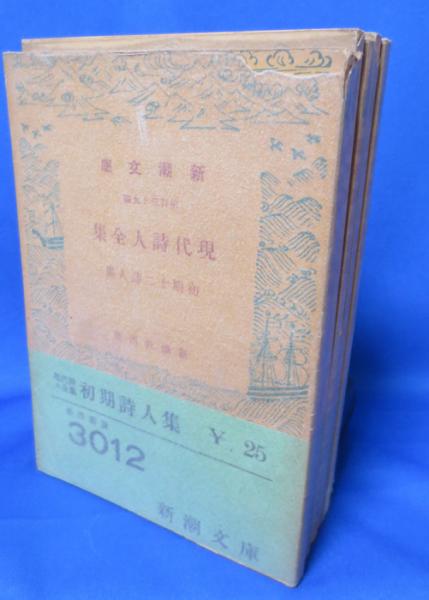 新潮文庫
現代詩人全集
初期十二詩人集
初期詩人集 ¥.25
3012
新潮文庫